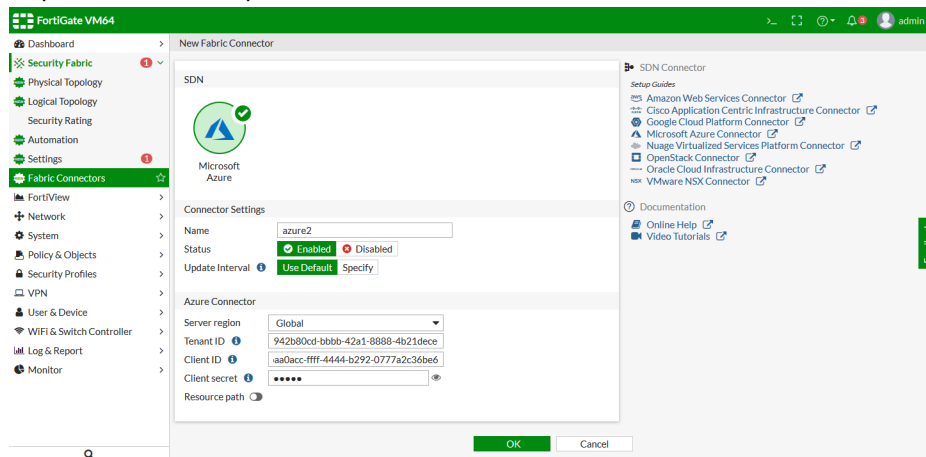 FortiGate VM64
>_
3
admin
Dashboard
Security Fabric 1
Physical Topology
Logical Topology
Security Rating
Automation
Settings 1
Fabric Connectors
FortiView
Network
System
Policy & Objects
Security Profiles
VPN
User & Device
WiFi & Switch Controller
Log & Report
Monitor
New Fabric Connector
SDN
Microsoft
Azure
Connector Settings
Name azure2
Status Enabled Disabled
Update Interval Use Default Specify
Azure Connector
Server region Global
Tenant ID 942b80cd-bbbb-42a1-8888-4b21dece
Client ID aa0acc-ffff-4444-b292-0777a2c36be6
Client secret •••••
Resource path
OK Cancel
SDN Connector
Setup Guides
aws Amazon Web Services Connector
Cisco Application Centric Infrastructure Connector
Google Cloud Platform Connector
Microsoft Azure Connector
Nuage Virtualized Services Platform Connector
OpenStack Connector
Oracle Cloud Infrastructure Connector
NSX VMware NSX Connector
Documentation
Online Help
Video Tutorials